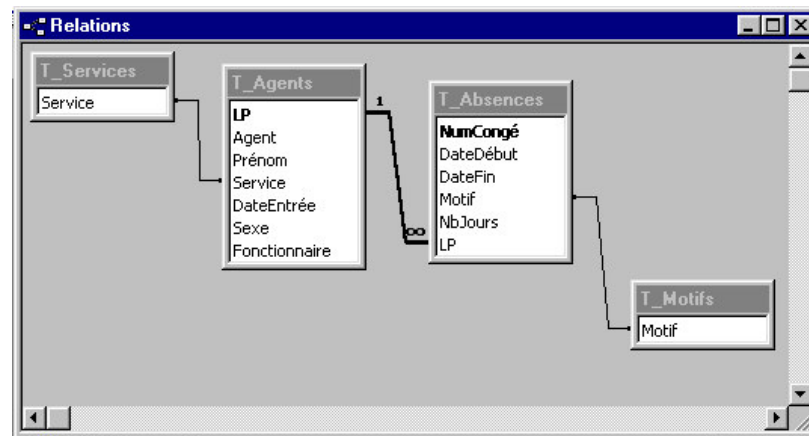 Relations
T_Services
Service
T_Agents
LP
Agent
Prénom
Service
DateEntrée
Sexe
Fonctionnaire
1
∞
T_Absences
NumCongé
DateDébut
DateFin
Motif
NbJours
LP
T_Motifs
Motif